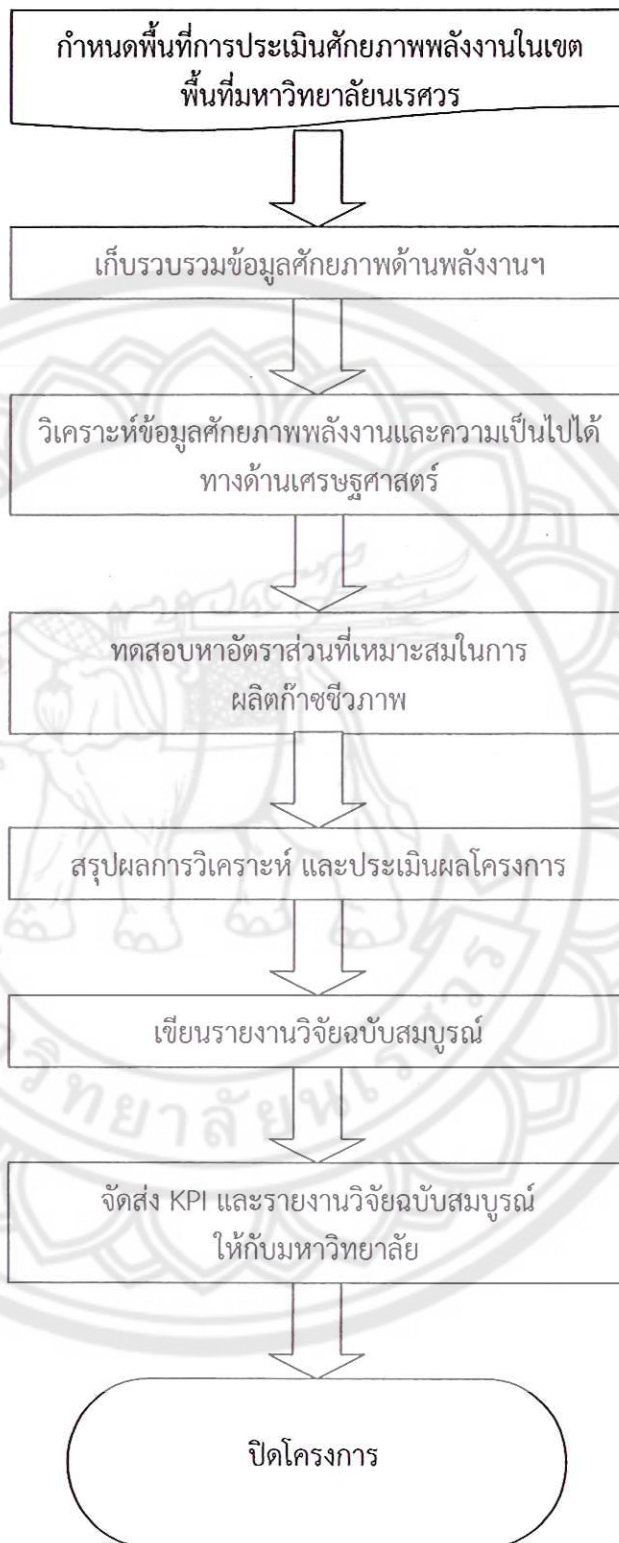 กำหนดพื้นที่การประเมินศักยภาพพลังงานในเขต
พื้นที่มหาวิทยาลัยนเรศวร
เก็บรวบรวมข้อมูลศักยภาพด้านพลังงานฯ
วิเคราะห์ข้อมูลศักยภาพพลังงานและความเป็นไปได้
ทางด้านเศรษฐศาสตร์
ทดสอบหาอัตราส่วนที่เหมาะสมในการ
ผลิตก๊าซชีวภาพ
สรุปผลการวิเคราะห์ และประเมินผลโครงการ
เขียนรายงานวิจัยฉบับสมบูรณ์
จัดส่ง KPI และรายงานวิจัยฉบับสมบูรณ์
ให้กับมหาวิทยาลัย
ปิดโครงการ
วิทยาลัยนเรศวร